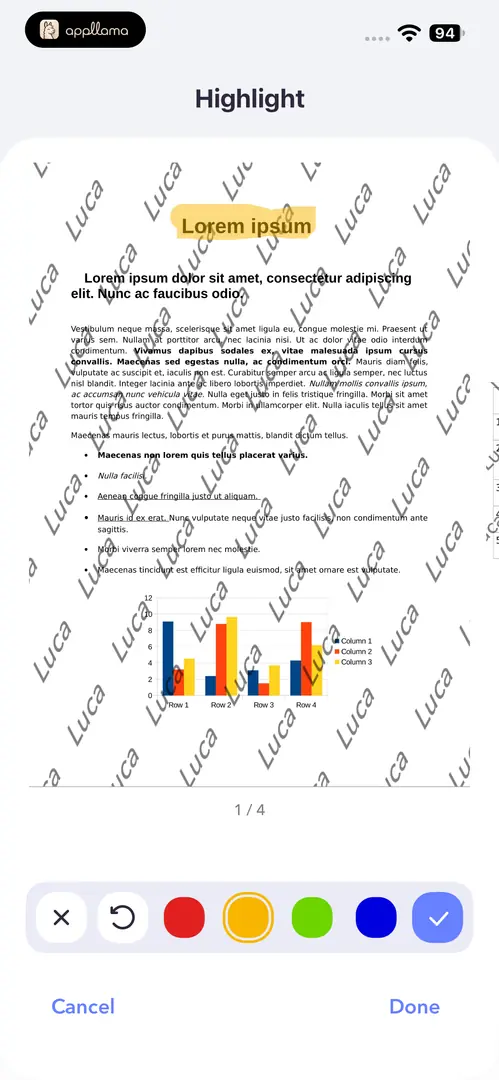 appllama
94
Highlight
Lorem ipsum
Lorem ipsum dolor sit amet, consectetur adipiscing
elit. Nunc ac faucibus odio.
Vestibulum neque massa, scelerisque sit amet ligula eu, congue molestie mi. Praesent ut
varius sem. Nullam at porttitor arcu, nec lacinia nisi. Ut ac dolor vitae odio interdum
condimentum. Vivamus dapibus sodales ex, vitae malesuada ipsum cursus
convallis. Maecenas sed egestas nulla, ac condimentum orci. Mauris diam felis,
vulputate ac suscipit et, iaculis non est. Curabitur semper arcu ac ligula semper, nec luctus
nisl blandit. Integer lacinia ante ac libero lobortis imperdiet. Nullam mollis convallis ipsum,
ac accumsan nunc vehicula vitae. Nulla eget justo in felis tristique fringilla. Morbi sit amet
tortor quis risus auctor condimentum. Morbi in ullamcorper elit. Nulla iaculis tellus sit amet
mauris tempus fringilla.
Maecenas mauris lectus, lobortis et purus mattis, blandit dictum tellus.
• Maecenas non lorem quis tellus placerat varius.
• Nulla facilisi.
• Aenean congue fringilla justo ut aliquam.
• Mauris id ex erat. Nunc vulputate neque vitae justo facilisis, non condimentum ante
sagittis.
• Morbi viverra semper lorem nec molestie.
• Maecenas tincidunt est efficitur ligula euismod, sit amet ornare est vulputate.
12
10
8
6
4
2
0
Row 1 Row 2 Row 3 Row 4
Column 1
Column 2
Column 3
Luca
1 / 4
Cancel Done